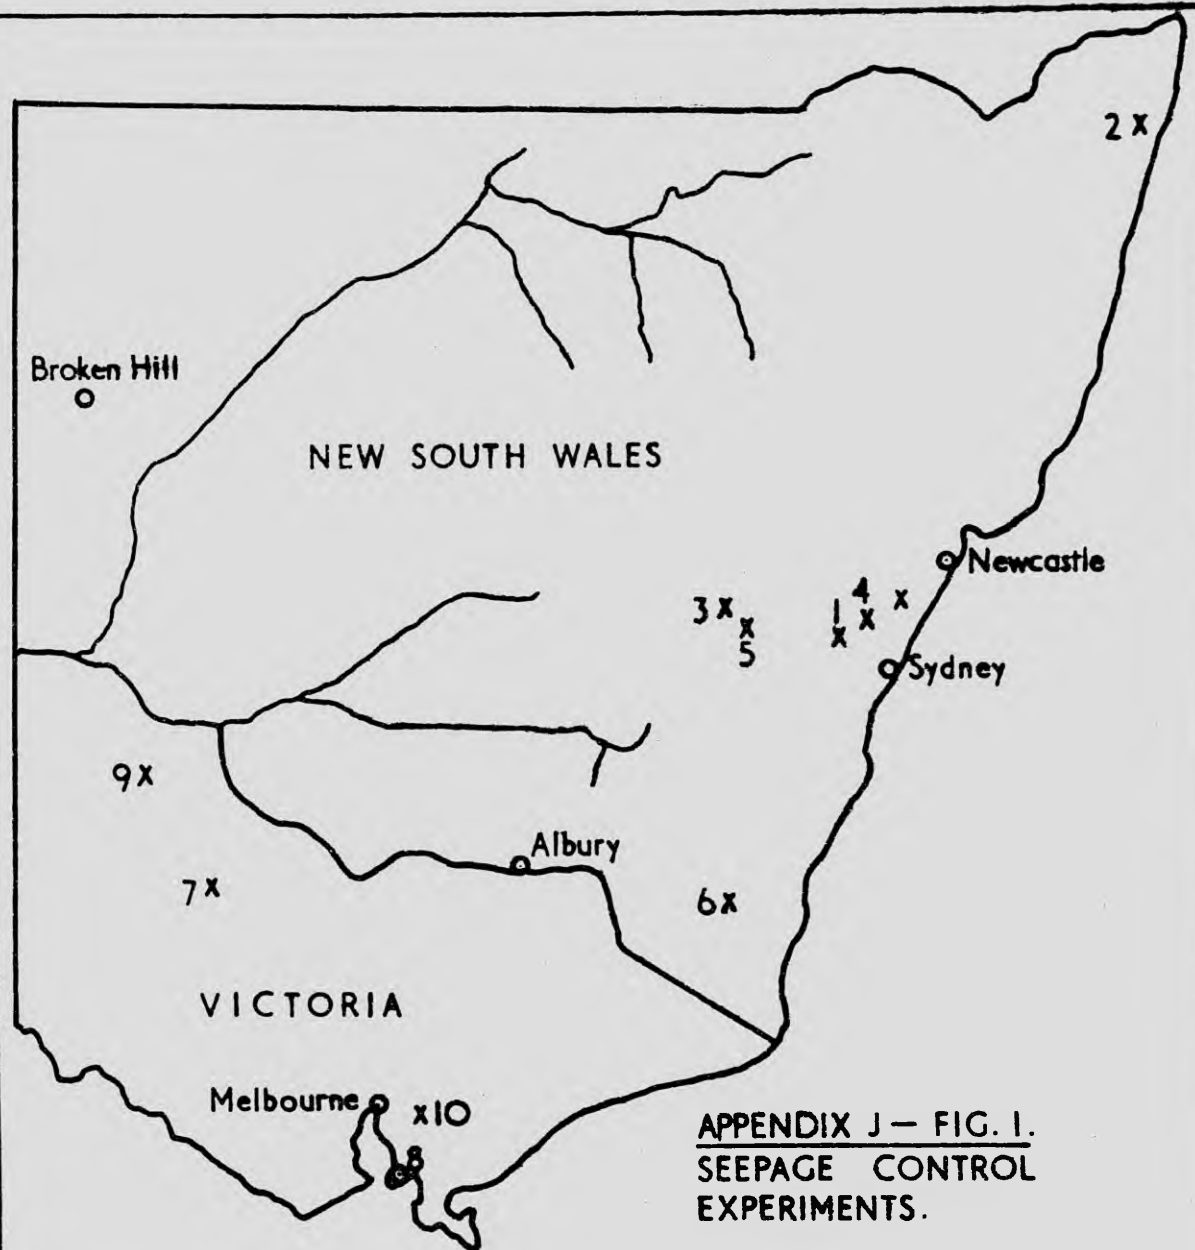 2 x
Broken Hill
NEW SOUTH WALES
Newcastle
3 x
4
x
1
x
x
x
5
Sydney
9 x
Albury
7 x
6 x
VICTORIA
Melbourne
x 10
8
APPENDIX J — FIG. 1.
SEEPAGE CONTROL
EXPERIMENTS.